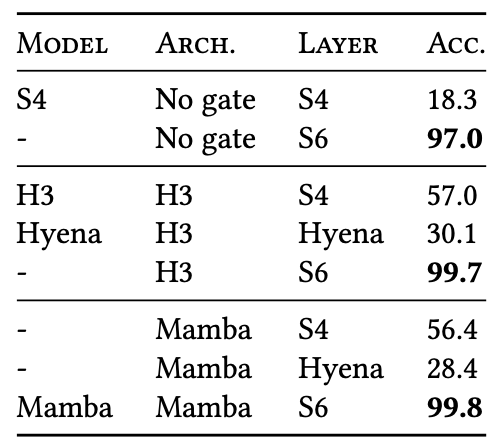 MODEL ARCH. LAYER ACC.
S4 No gate S4 18.3
- No gate S6 97.0
H3 H3 S4 57.0
Hyena H3 Hyena 30.1
- H3 S6 99.7
- Mamba S4 56.4
- Mamba Hyena 28.4
Mamba Mamba S6 99.8